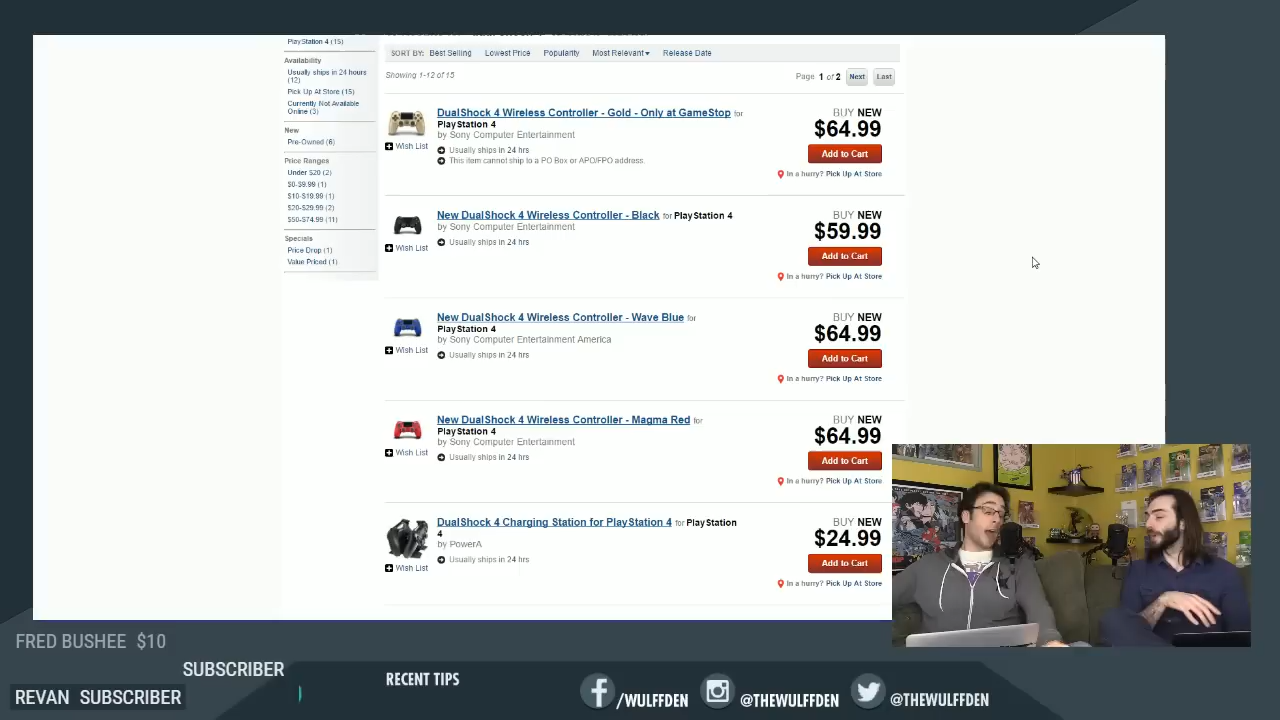 PlayStation 4 (15)
Availability
Usually ships in 24 hours
(12)
Pick Up At Store (15)
Currently Not Available
Online (3)
New
Pre-Owned (6)
Price Ranges
Under $20 (2)
$0-$9.99 (1)
$10-$19.99 (1)
$20-$29.99 (2)
$50-$74.99 (11)
Specials
Price Drop (1)
Value Priced (1)
SORT BY: Best Selling Lowest Price Popularity Most Relevant Release Date
Showing 1-12 of 15
Page 1 of 2 Next Last
DualShock 4 Wireless Controller - Gold - Only at GameStop for
PlayStation 4
by Sony Computer Entertainment
Wish List
Usually ships in 24 hrs
This item cannot ship to a PO Box or APO/FPO address.
BUY NEW
$64.99
Add to Cart
In a hurry? Pick Up At Store
New DualShock 4 Wireless Controller - Black for PlayStation 4
by Sony Computer Entertainment
Wish List
Usually ships in 24 hrs
BUY NEW
$59.99
Add to Cart
In a hurry? Pick Up At Store
New DualShock 4 Wireless Controller - Wave Blue for
PlayStation 4
by Sony Computer Entertainment America
Wish List
Usually ships in 24 hrs
BUY NEW
$64.99
Add to Cart
In a hurry? Pick Up At Store
New DualShock 4 Wireless Controller - Magma Red for
PlayStation 4
by Sony Computer Entertainment
Wish List
Usually ships in 24 hrs
BUY NEW
$64.99
Add to Cart
In a hurry? Pick Up At Store
DualShock 4 Charging Station for PlayStation 4 for PlayStation
4
by PowerA
Wish List
Usually ships in 24 hrs
BUY NEW
$24.99
Add to Cart
In a hurry? Pick Up At Store
FRED BUSHEE $10
SUBSCRIBER
REVAN SUBSCRIBER
RECENT TIPS
/WULFFDEN
@THEWULFFDEN
@THEWULFFDEN